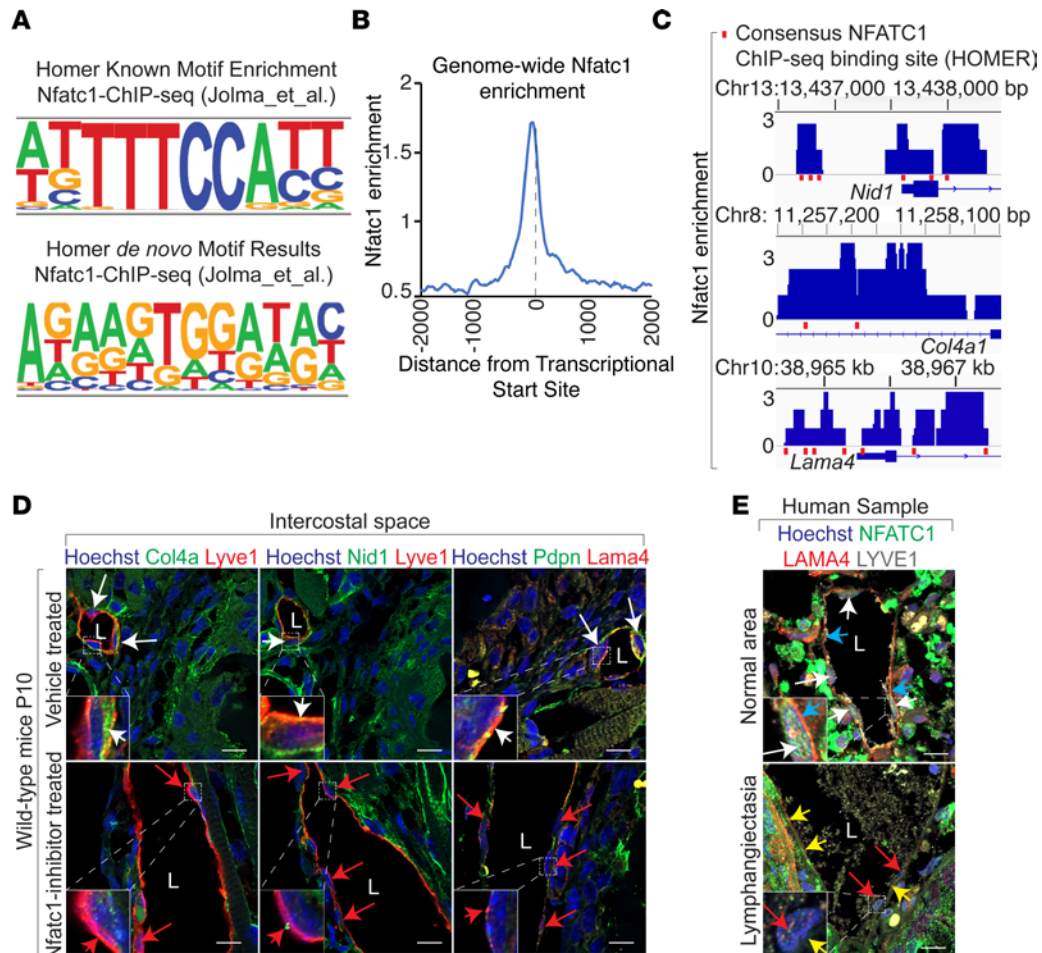 A
Homer Known Motif Enrichment
Nfatc1-ChIP-seq (Jolma_et_al.)
ATTTTCCATT
Homer de novo Motif Results
Nfatc1-ChIP-seq (Jolma_et_al.)
AGAAGTGGATAC
B
Genome-wide Nfatc1
enrichment
Nfatc1 enrichment
2
1.5
1
0.5
-2000
-1000
0
1000
2000
Distance from Transcriptional
Start Site
C
Consensus NFATC1
ChIP-seq binding site (HOMER)
Nfatc1 enrichment
Chr13:13,437,000 13,438,000 bp
3
0
Nid1
Chr8: 11,257,200 11,258,100 bp
3
0
Col4a1
Chr10:38,965 kb 38,967 kb
3
0
Lama4
D
Intercostal space
Hoechst Col4a Lyve1
Hoechst Nid1 Lyve1
Hoechst Pdpn Lama4
Wild-type mice P10
Vehicle treated
L
L
L
Nfatc1-inhibitor treated
L
L
L
E
Human Sample
Hoechst NFATC1
LAMA4 LYVE1
Normal area
L
Lymphangiectasia
L